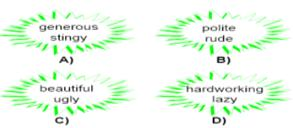 generous
stingy
A)
polite
rude
B)
beautiful
ugly
C)
hardworking
lazy
D)